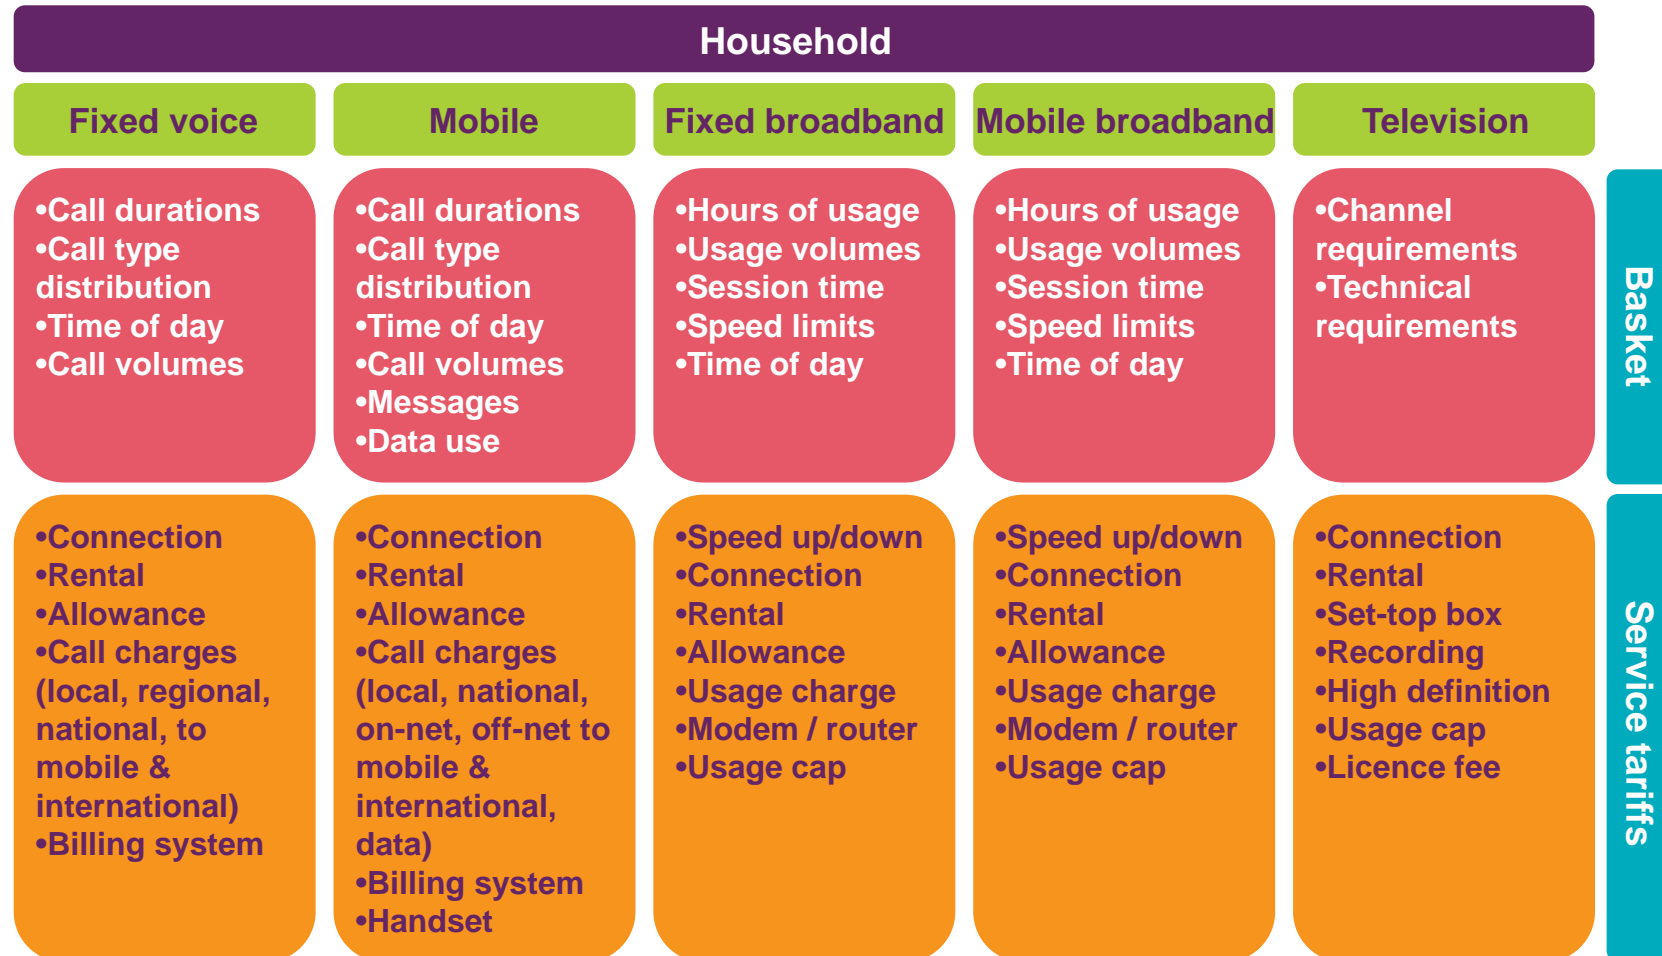 Household
Fixed voice
Mobile
Fixed broadband
Mobile broadband
Television
•Call durations
•Call type
distribution
•Time of day
•Call volumes
•Call durations
•Call type
distribution
•Time of day
•Call volumes
•Messages
•Data use
•Hours of usage
•Usage volumes
•Session time
•Speed limits
•Time of day
•Hours of usage
•Usage volumes
•Session time
•Speed limits
•Time of day
•Channel
requirements
•Technical
requirements
Basket
•Connection
•Rental
•Allowance
•Call charges
(local, regional,
national, to
mobile &
international)
•Billing system
•Connection
•Rental
•Allowance
•Call charges
(local, national,
on-net, off-net to
mobile &
international,
data)
•Billing system
•Handset
•Speed up/down
•Connection
•Rental
•Allowance
•Usage charge
•Modem / router
•Usage cap
•Speed up/down
•Connection
•Rental
•Allowance
•Usage charge
•Modem / router
•Usage cap
•Connection
•Rental
•Set-top box
•Recording
•High definition
•Usage cap
•Licence fee
Service tariffs